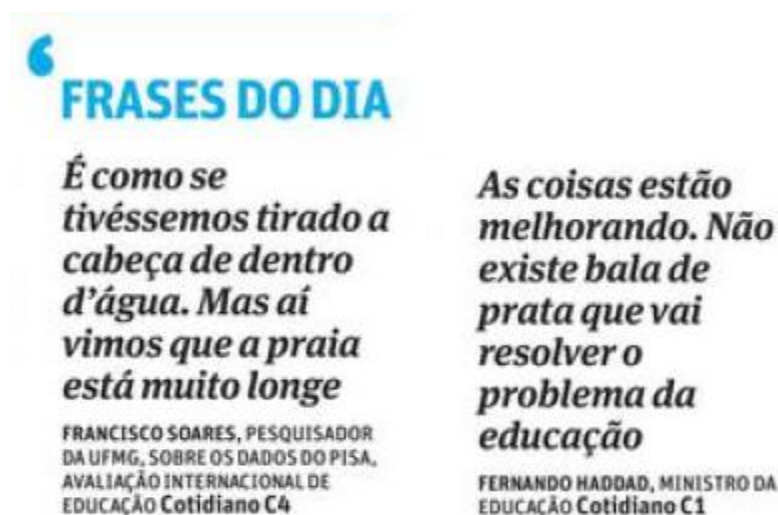 ‘
FRASES DO DIA
É como se
tivéssemos tirado a
cabeça de dentro
d’água. Mas aí
vimos que a praia
está muito longe
FRANCISCO SOARES, PESQUISADOR
DA UFMG, SOBRE OS DADOS DO PISA,
AVALIAÇÃO INTERNACIONAL DE
EDUCAÇÃO Cotidiano C4
As coisas estão
melhorando. Não
existe bala de
prata que vai
resolver o
problema da
educação
FERNANDO HADDAD, MINISTRO DA
EDUCAÇÃO Cotidiano C1